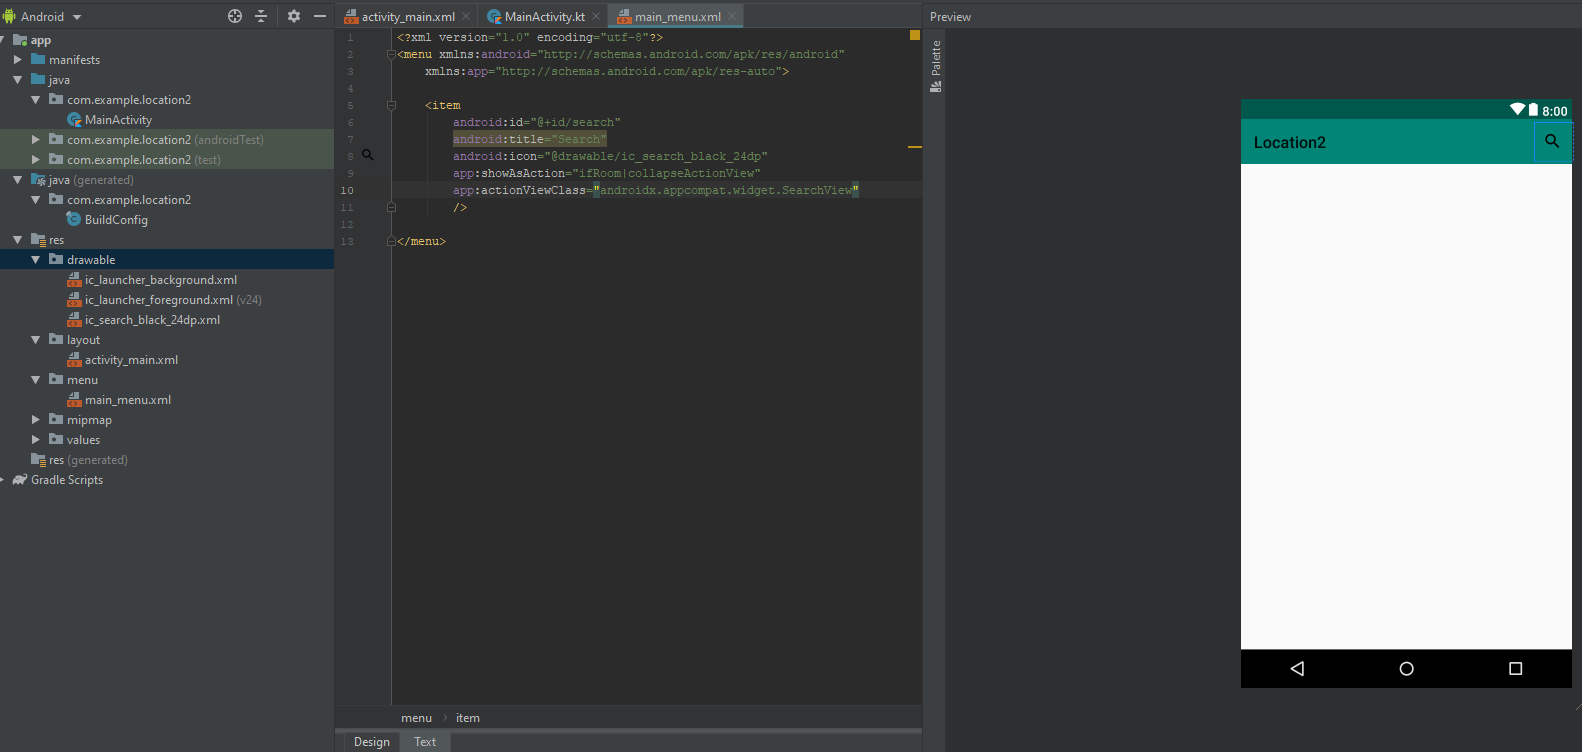 Android
app
manifests
java
com.example.location2
MainActivity
com.example.location2 (androidTest)
com.example.location2 (test)
java (generated)
com.example.location2
BuildConfig
res
drawable
ic_launcher_background.xml
ic_launcher_foreground.xml (v24)
ic_search_black_24dp.xml
layout
activity_main.xml
menu
main_menu.xml
mipmap
values
res (generated)
Gradle Scripts
activity_main.xml MainActivity.kt main_menu.xml
1 <?xml version="1.0" encoding="utf-8"?>
2 <menu xmlns:android="http://schemas.android.com/apk/res/android"
3 xmlns:app="http://schemas.android.com/apk/res-auto">
4
5 <item
6 android:id="@+id/search"
7 android:title="Search"
8 android:icon="@drawable/ic_search_black_24dp"
9 app:showAsAction="ifRoom|collapseActionView"
10 app:actionViewClass="androidx.appcompat.widget.SearchView"
11 />
12
13 </menu>
menu item
Design Text
Preview
Palette
8:00
Location2